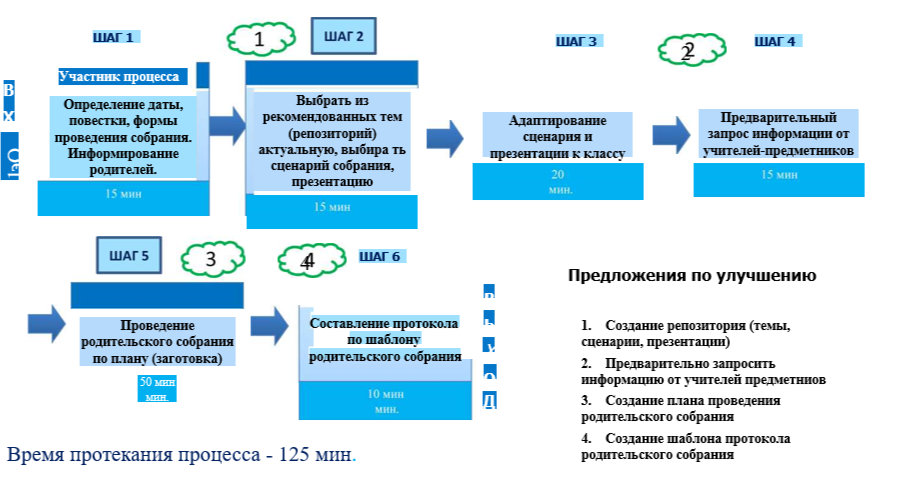 ШАГ 1
1
ШАГ 2
ШАГ 3
2
ШАГ 4
Участник процесса
В
Х
Определение даты,
повестки, формы
проведения собрания.
Информирование
родителей.
15 мин
Выбрать из
рекомендованных тем
(репозиторий)
актуальную, выбира ть
сценарий собрания,
презентацию
15 мин
Адаптирование
сценария и
презентации к классу
20
мин.
Предварительный
запрос информации от
учителей-предметников
15 мин
ШАГ 5
3
4
ШАГ 6
Проведение
родительского собрания
по плану (заготовка)
50 мин
мин.
Составление протокола
по шаблону
родительского собрания
10 мин
мин.
О
Д
Предложения по улучшению
1. Создание репозитория (темы,
сценарии, презентации)
2. Предварительно запросить
информацию от учителей предметниов
3. Создание плана проведения
родительского собрания
4. Создание шаблона протокола
родительского собрания
Время протекания процесса - 125 мин.